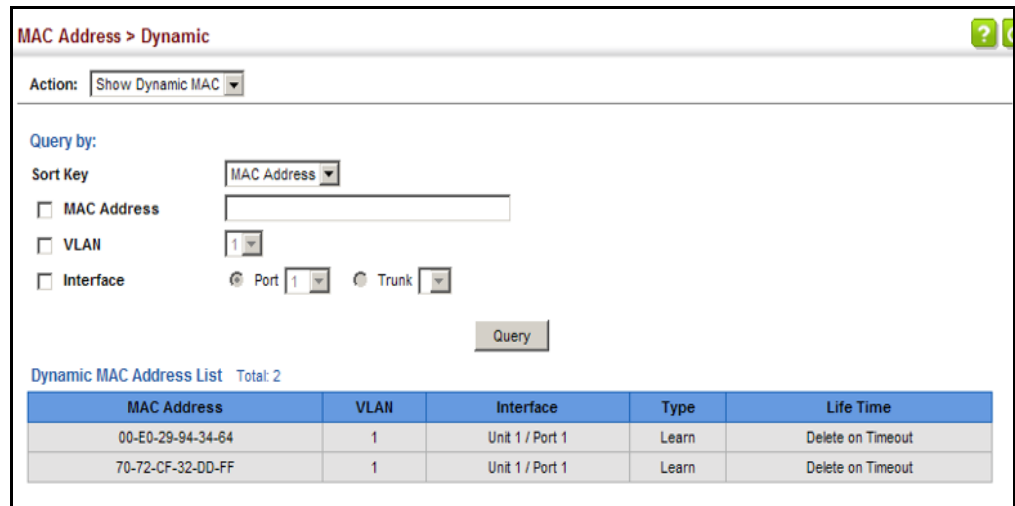 MAC Address > Dynamic
?
Action: Show Dynamic MAC
Query by:
Sort Key MAC Address
MAC Address
VLAN 1
Interface Port 1 Trunk
Query
Dynamic MAC Address List Total: 2
MAC Address VLAN Interface Type Life Time
00-E0-29-94-34-64 1 Unit 1 / Port 1 Learn Delete on Timeout
70-72-CF-32-DD-FF 1 Unit 1 / Port 1 Learn Delete on Timeout